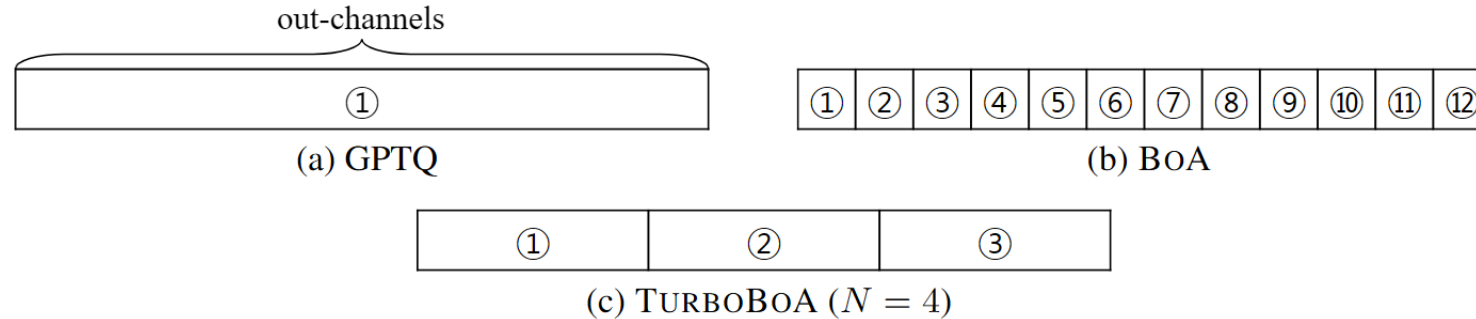 out-channels
①
① ② ③ ④ ⑤ ⑥ ⑦ ⑧ ⑨ ⑩ ⑪ ⑫
(a) GPTQ
(b) BOA
① ② ③
(c) TURBOBOA (N = 4)